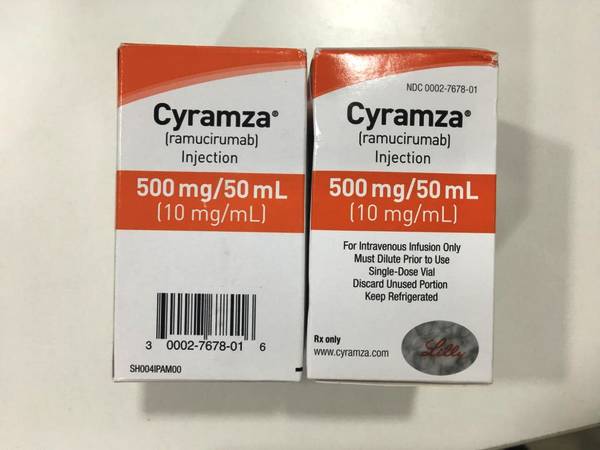 Cyramza®
(ramucirumab)
Injection
500 mg/50 mL
(10 mg/mL)
3 0002-7678-01 6
SH004IPAM00
NDC 0002-7678-01
Cyramza®
(ramucirumab)
Injection
500 mg/50 mL
(10 mg/mL)
For Intravenous Infusion Only
Must Dilute Prior to Use
Single-Dose Vial
Discard Unused Portion
Keep Refrigerated
Rx only
www.cyramza.com
Lilly